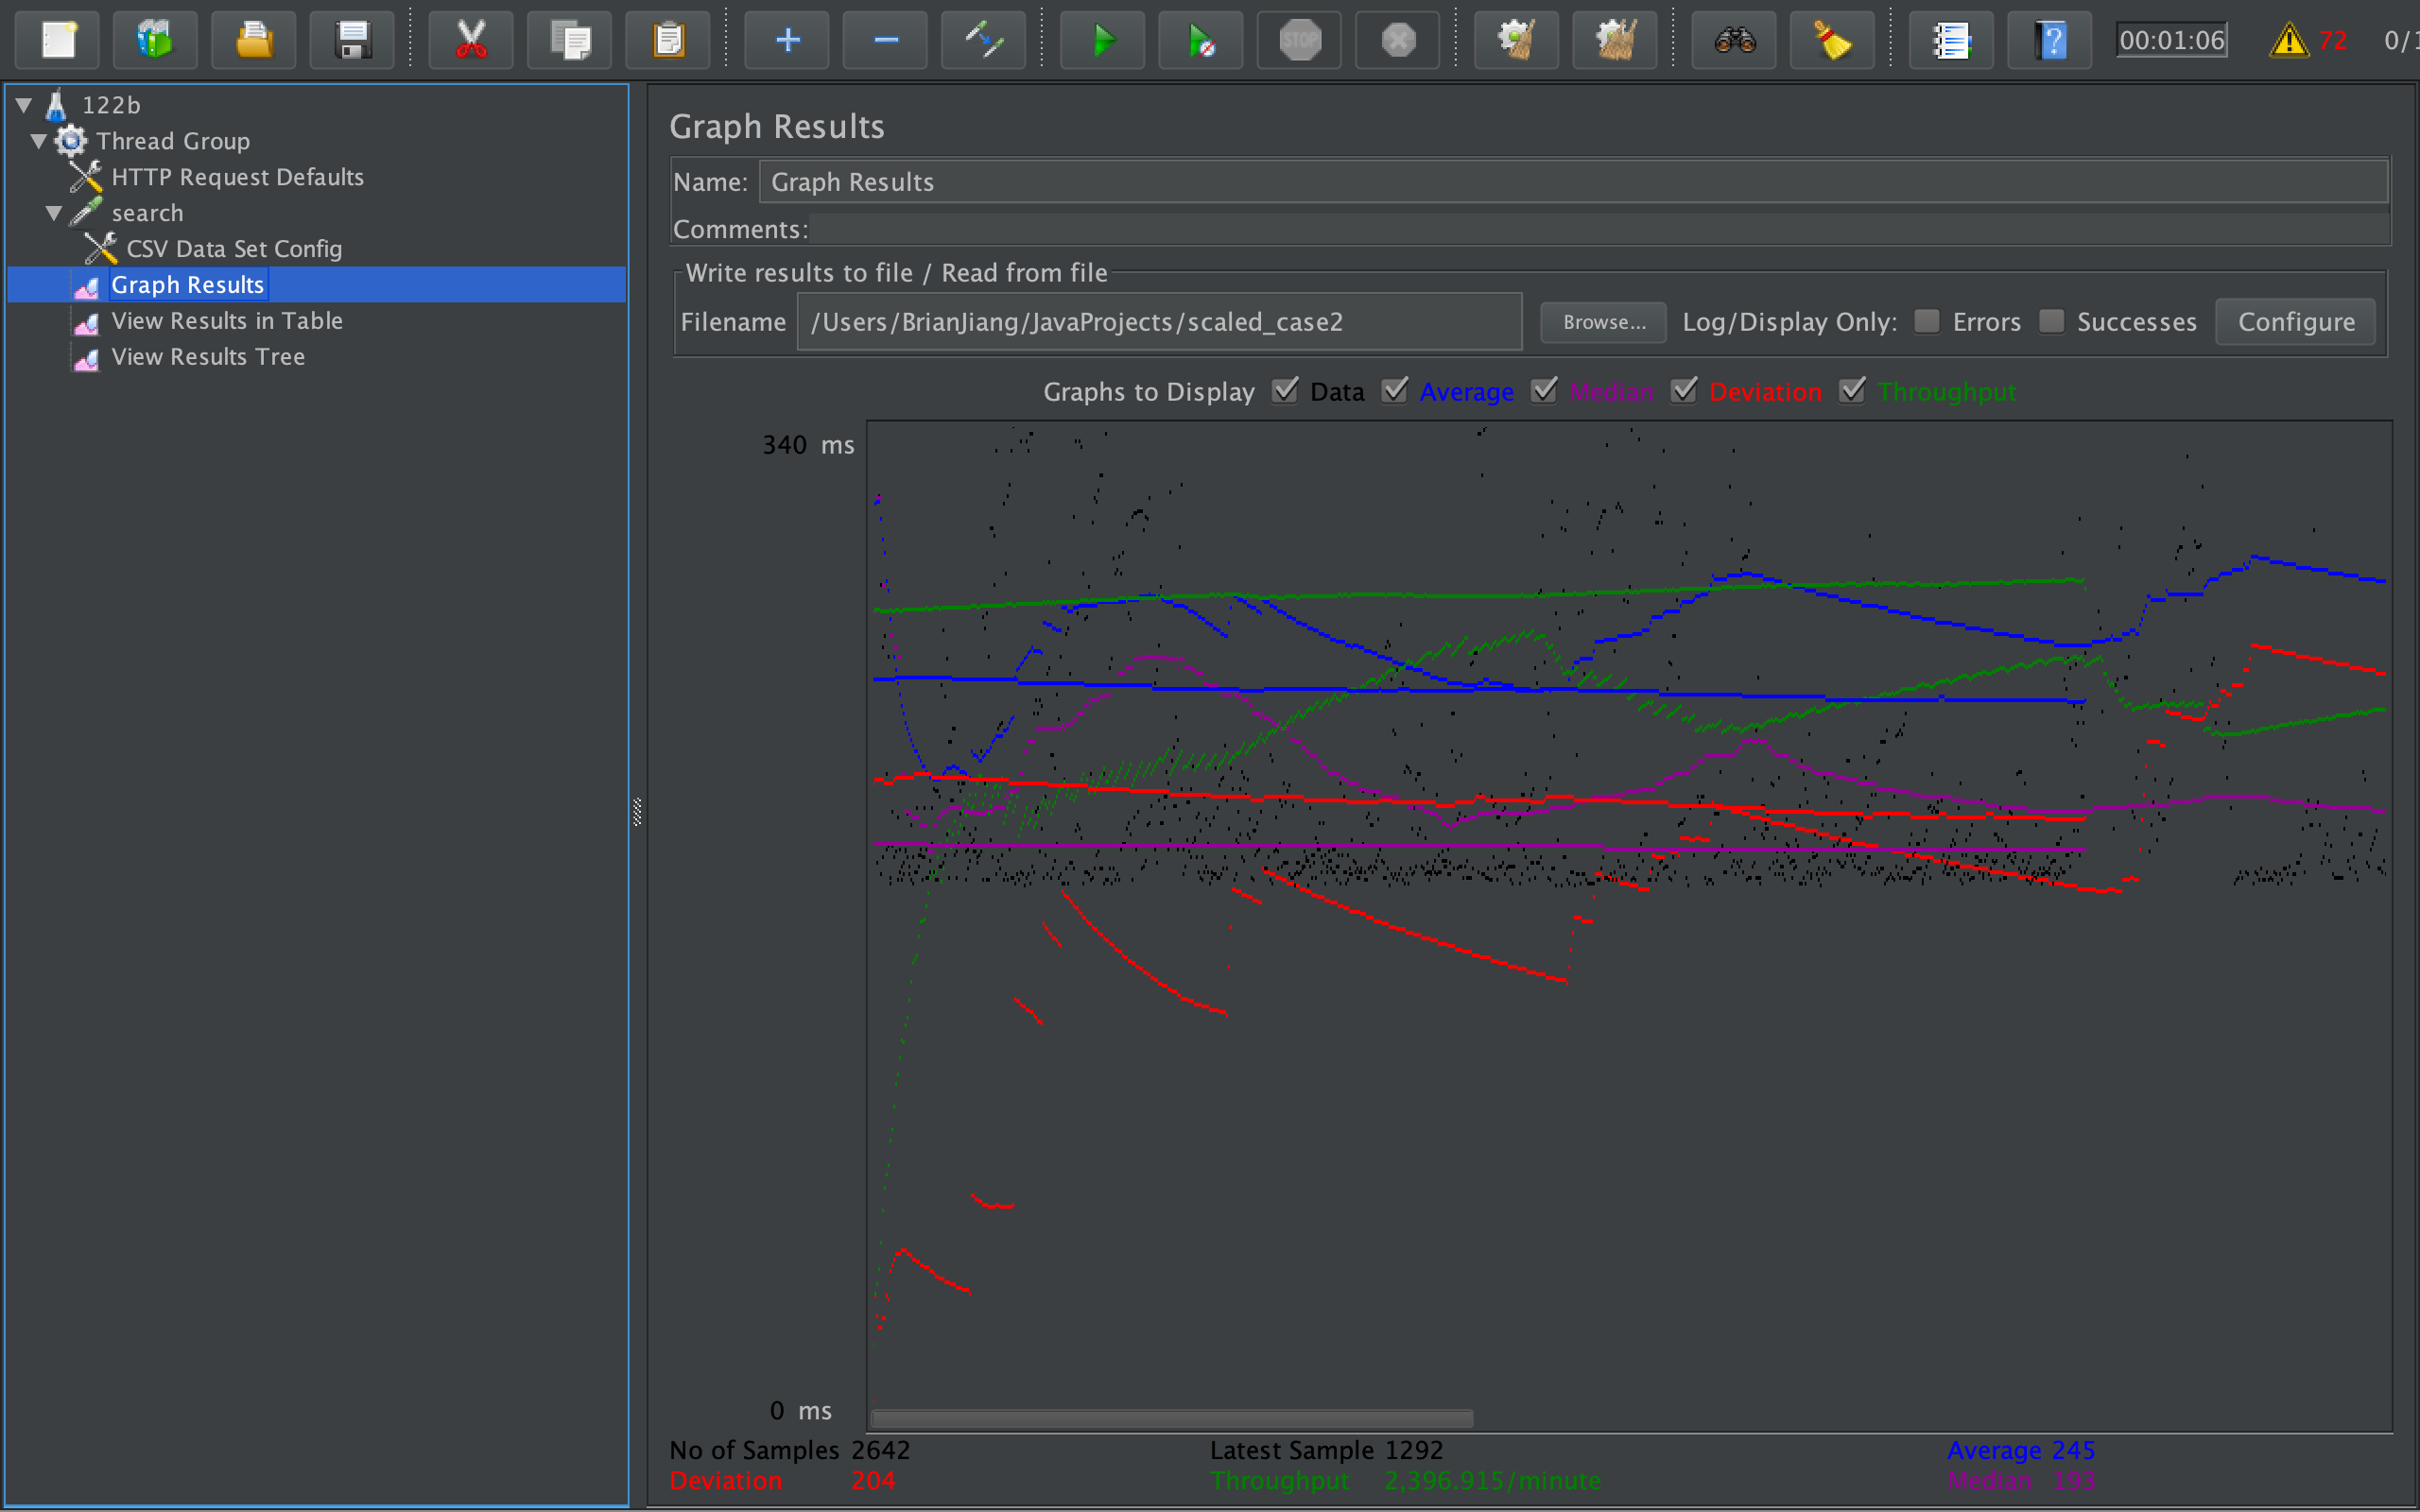 STOP
00:01:06
72
0/1
122b
Thread Group
HTTP Request Defaults
search
CSV Data Set Config
Graph Results
View Results in Table
View Results Tree
Graph Results
Name: Graph Results
Comments:
Write results to file / Read from file
Filename /Users/BrianJiang/JavaProjects/scaled_case2 Browse... Log/Display Only: Errors Successes Configure
Graphs to Display Data Average Median Deviation Throughput
340 ms
0 ms
No of Samples 2642 Latest Sample 1292 Average 245
Deviation 204 Throughput 2,396.915/minute Median 193